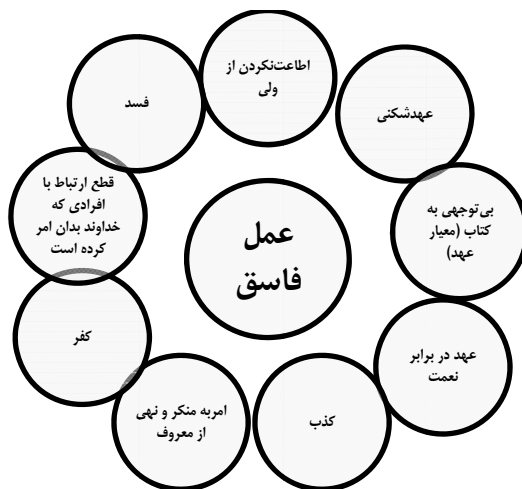 اطاعت‌نکردن از
ولی
عهدشکنی
بی‌توجهی به
کتاب (معیار
عهد)
عهد در برابر
نعمت
کذب
امربه منکر و نهی
از معروف
کفر
قطع ارتباط با
افرادی که
خداوند بدان امر
کرده است
فسد
عمل
فاسق